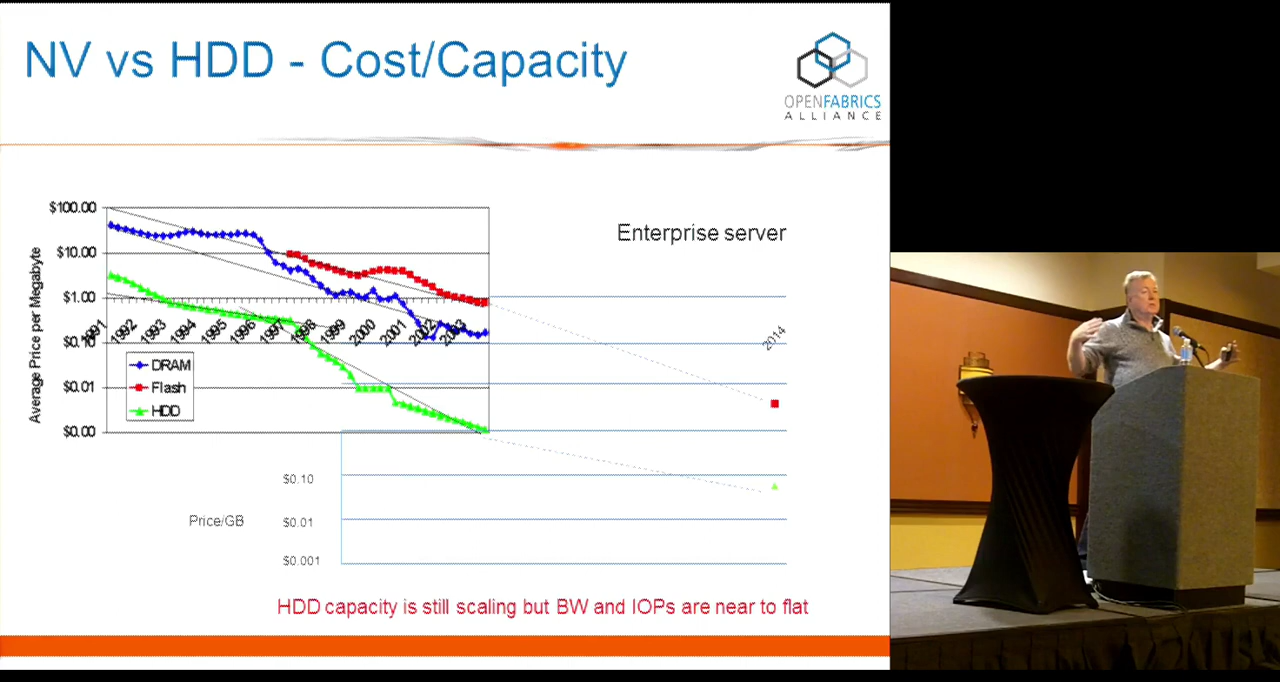 NV vs HDD - Cost/Capacity
OPENFABRICS
ALLIANCE
Enterprise server
Average Price per Megabyte
$100.00
$10.00
$1.00
$0.1
$0.01
$0.00
1991 1992 1993 1994 1995 1996 1997 1998 1999 2000 2001 2002 2003
2014
DRAM
Flash
HDD
Price/GB
$0.10
$0.01
$0.001
HDD capacity is still scaling but BW and IOPs are near to flat